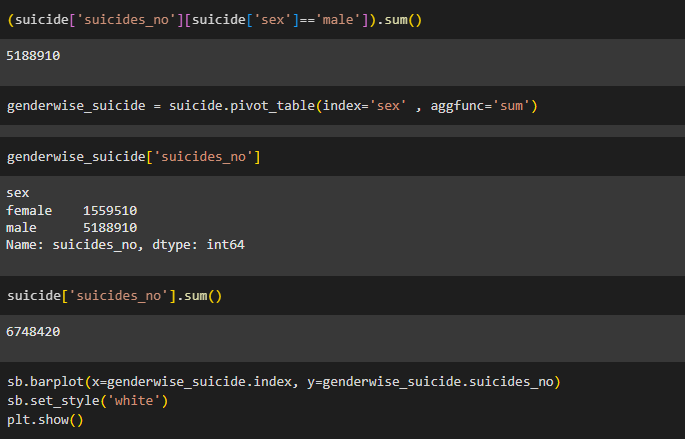 (suicide['suicides_no'][suicide['sex']=='male']).sum()
5188910
genderwise_suicide = suicide.pivot_table(index='sex' , aggfunc='sum')
genderwise_suicide['suicides_no']
sex
female    1559510
male      5188910
Name: suicides_no, dtype: int64
suicide['suicides_no'].sum()
6748420
sb.barplot(x=genderwise_suicide.index, y=genderwise_suicide.suicides_no)
sb.set_style('white')
plt.show()